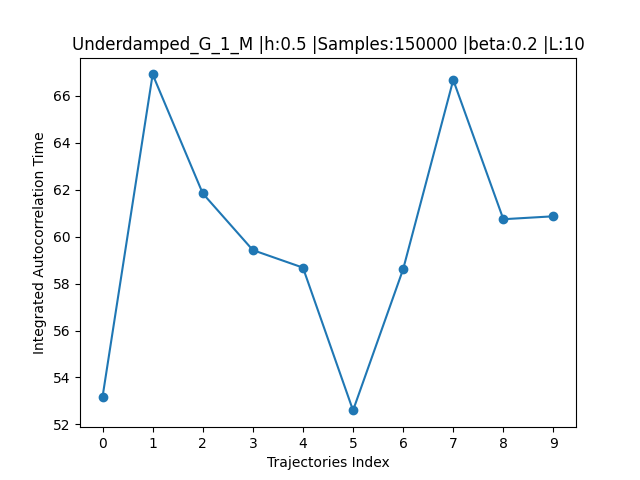 Underdamped_G_1_M |h:0.5 |Samples:150000 |beta:0.2 |L:10
Integrated Autocorrelation Time
66
64
62
60
58
56
54
52
0 1 2 3 4 5 6 7 8 9
Trajectories Index